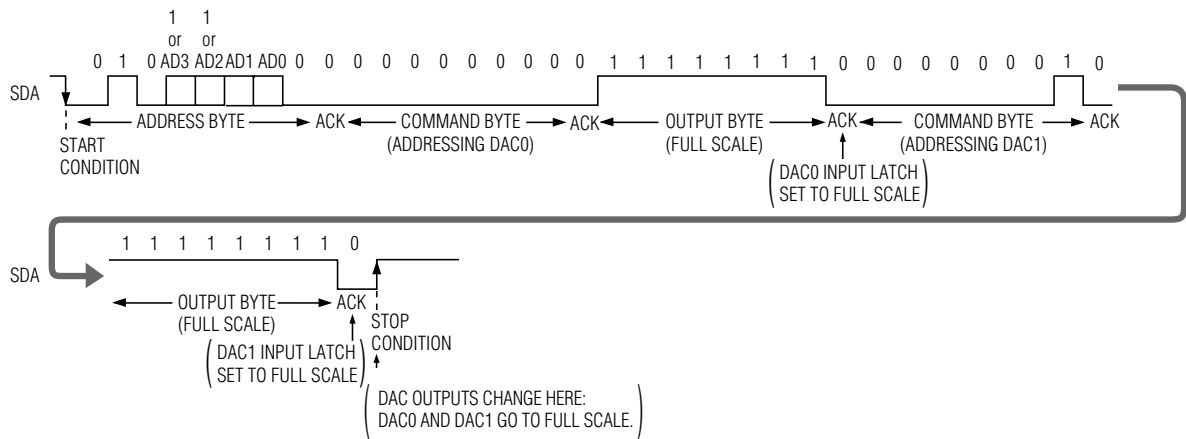 1 1
or or
0 1 0 AD3 AD2 AD1 AD0 0 0 0 0 0 0 0 0 0 0 0 1 1 1 1 1 1 1 1 0 0 0 0 0 0 0 0 1 0
SDA
ADDRESS BYTE ACK COMMAND BYTE ACK OUTPUT BYTE ACK COMMAND BYTE ACK
START (ADDRESSING DAC0) (FULL SCALE) (ADDRESSING DAC1)
CONDITION
(DAC0 INPUT LATCH
SET TO FULL SCALE)
1 1 1 1 1 1 1 1 0
SDA
OUTPUT BYTE ACK
(FULL SCALE)
STOP
CONDITION
(DAC1 INPUT LATCH
SET TO FULL SCALE)
(DAC OUTPUTS CHANGE HERE:
DAC0 AND DAC1 GO TO FULL SCALE.)